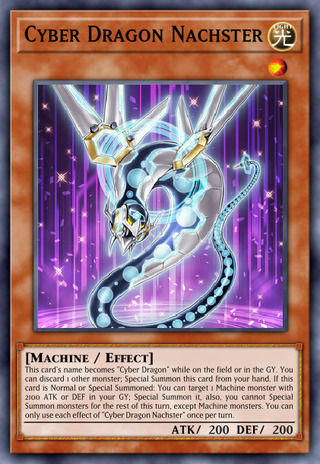 Cyber Dragon Nachster
LIGHT
光
[Machine / Effect]
This card's name becomes "Cyber Dragon" while on the field or in the GY. You
can discard 1 other monster; Special Summon this card from your hand. If this
card is Normal or Special Summoned: You can target 1 Machine monster with
2100 ATK or DEF in your GY; Special Summon it, also, you cannot Special
Summon monsters for the rest of this turn, except Machine monsters. You can
only use each effect of "Cyber Dragon Nachster" once per turn.
ATK/ 200 DEF/ 200